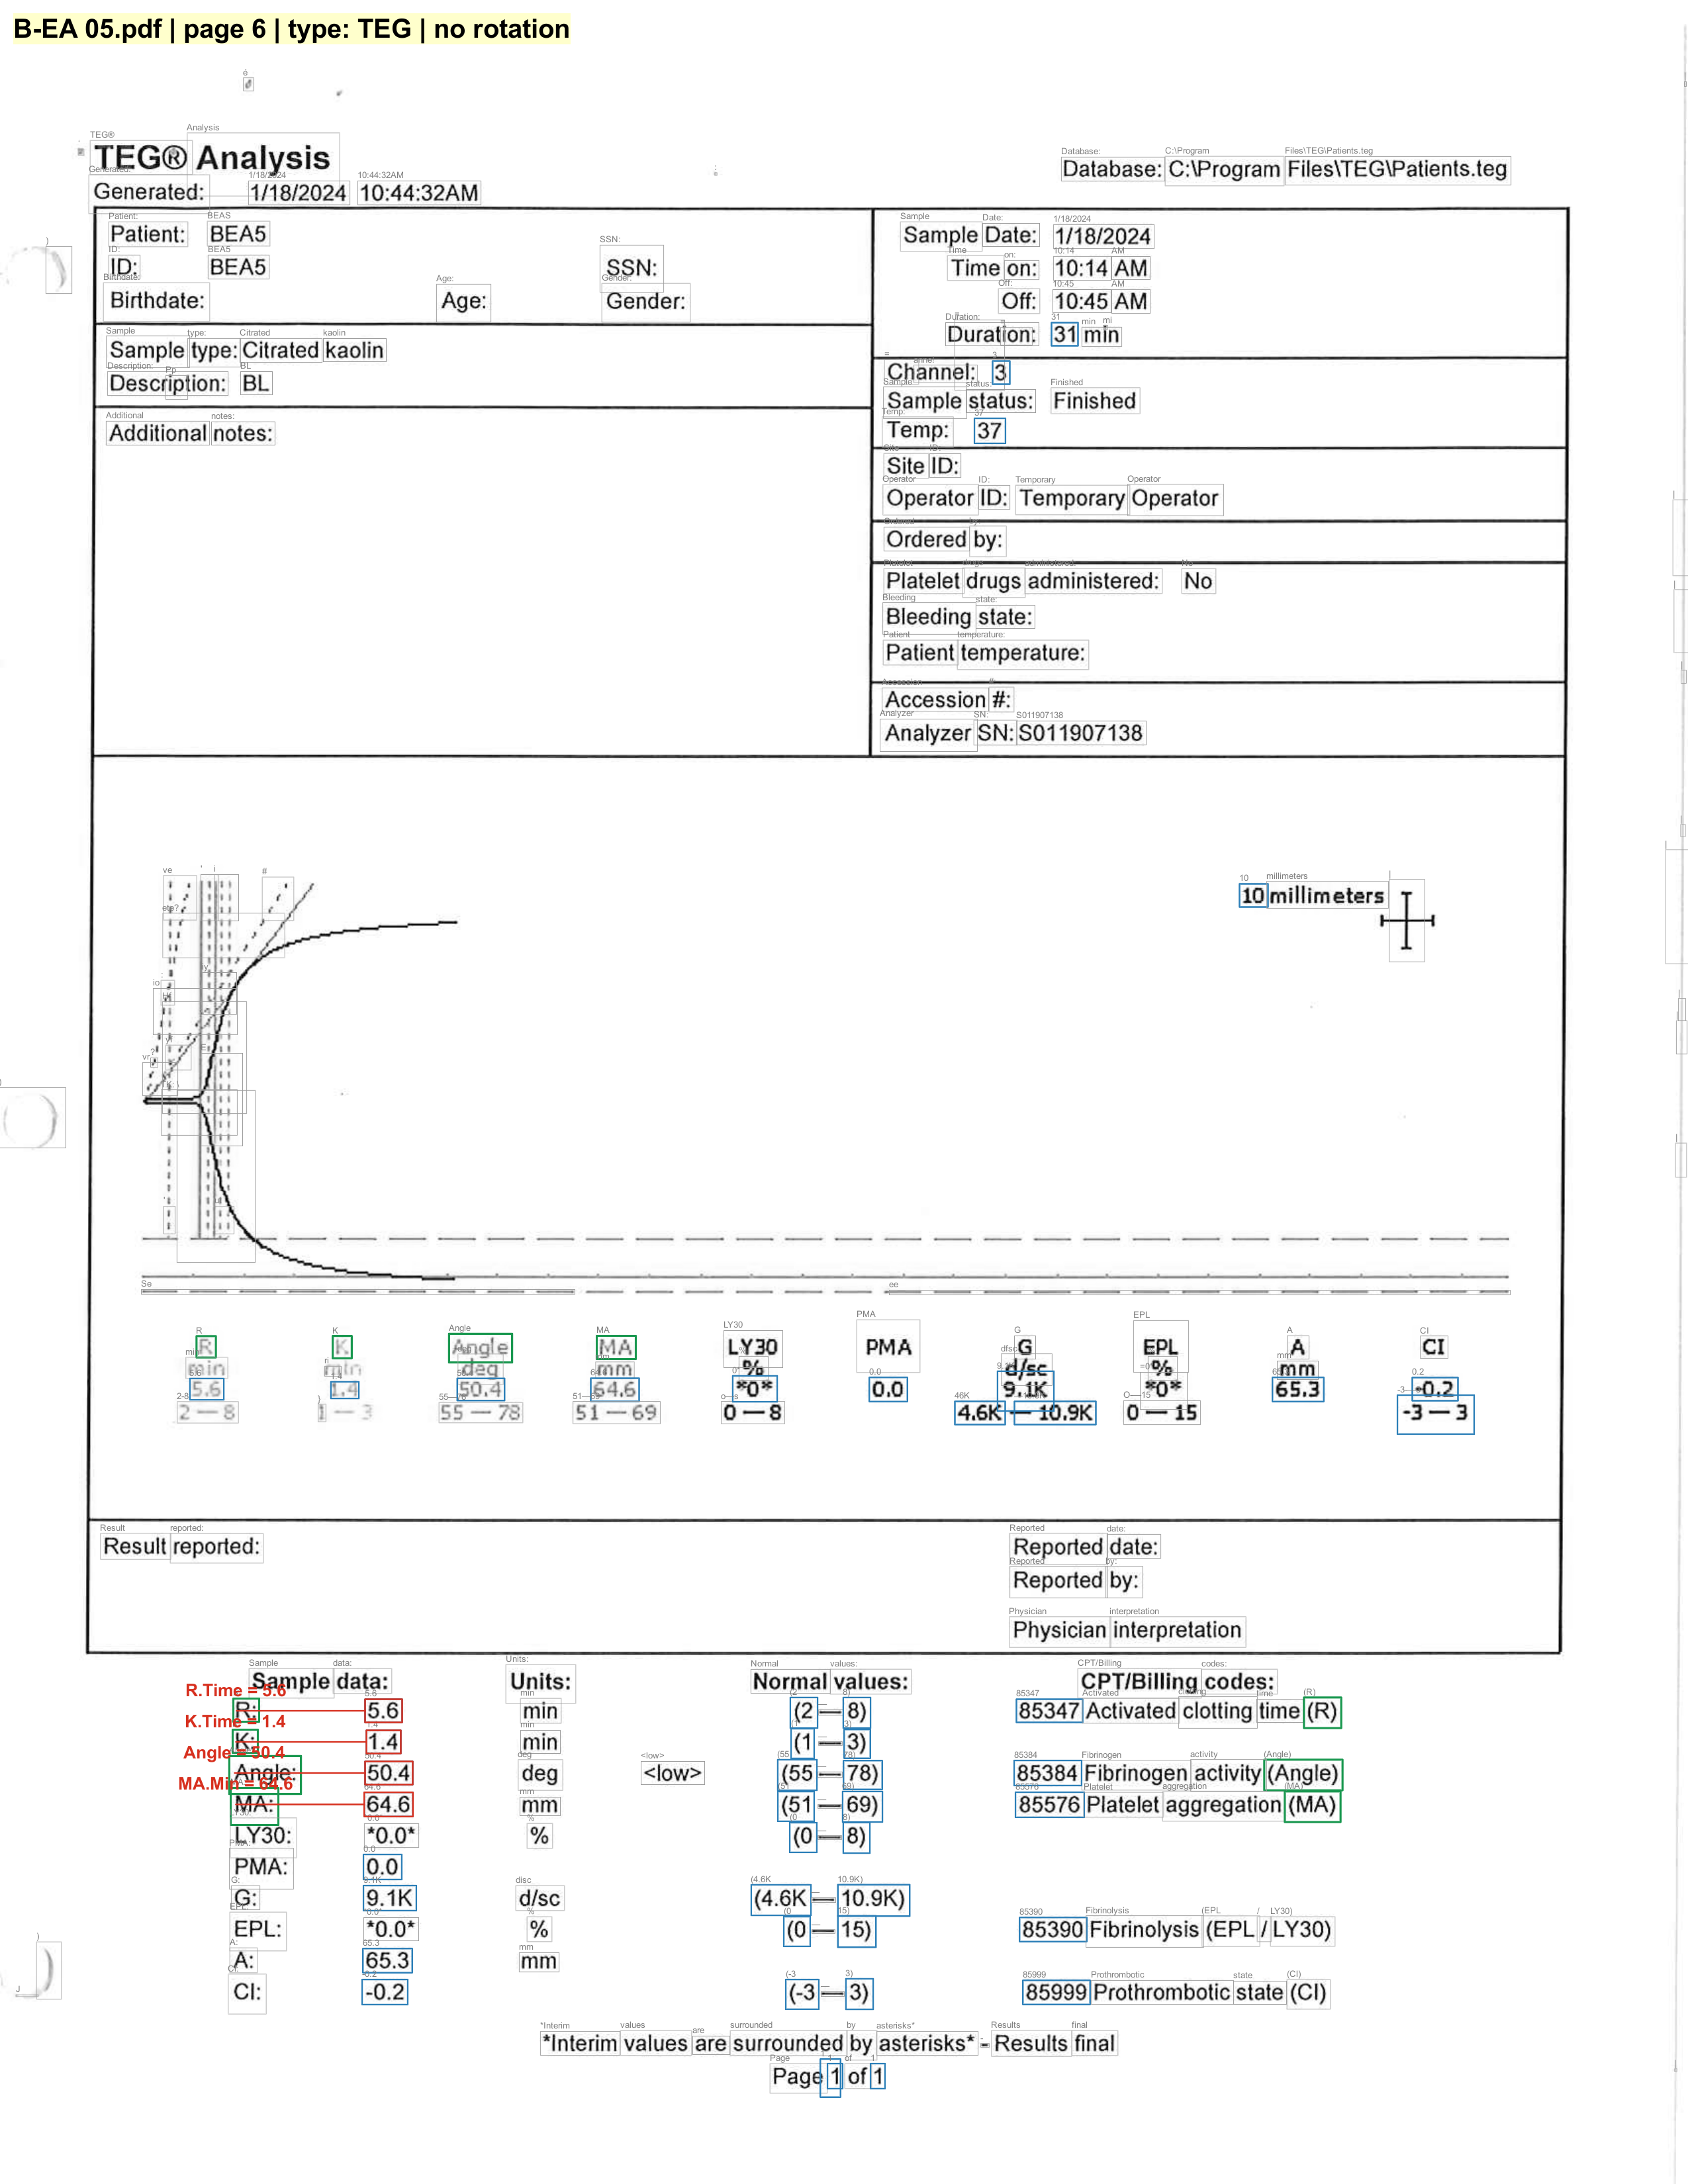 B-EA 05.pdf | page 6 | type: TEG | no rotation
TEG® Analysis
Generated: 1/18/2024 10:44:32AM
Database: C:\Program Files\TEG\Patients.teg
Patient: BEA5
ID: BEA5 SSN:
Birthdate: Age: Gender:
Sample type: Citrated kaolin
Description: BL
Additional notes:
Sample Date: 1/18/2024
Time on: 10:14 AM
Off: 10:45 AM
Duration: 31 min
Channel: 3
Sample status: Finished
Temp: 37
Site ID:
Operator ID: Temporary Operator
Ordered by:
Platelet drugs administered: No
Bleeding state:
Patient temperature:
Accession #:
Analyzer SN: S011907138
10 millimeters
R K Angle MA LY30 PMA G EPL A CI
min min deg mm % d/sc % mm
5.6 1.4 50.4 64.6 *0* 0.0 9.1K *0* 65.3 -0.2
2 — 8 1 — 3 55 — 78 51 — 69 0 — 8 4.6K — 10.9K 0 — 15 -3 — 3
Result reported:
Reported date:
Reported by:
Physician interpretation
Sample data: Units: Normal values: CPT/Billing codes:
R.Time = 5.6
R: 5.6 min (2 — 8) 85347 Activated clotting time (R)
K.Time = 1.4
K: 1.4 min (1 — 3)
Angle = 50.4
Angle: 50.4 deg <low> (55 — 78) 85384 Fibrinogen activity (Angle)
MA.Min = 64.6
MA: 64.6 mm (51 — 69) 85576 Platelet aggregation (MA)
LY30: *0.0* % (0 — 8)
PMA: 0.0
G: 9.1K d/sc (4.6K — 10.9K)
EPL: *0.0* % (0 — 15) 85390 Fibrinolysis (EPL / LY30)
A: 65.3 mm
CI: -0.2 (-3 — 3) 85999 Prothrombotic state (CI)
*Interim values are surrounded by asterisks* - Results final
Page 1 of 1